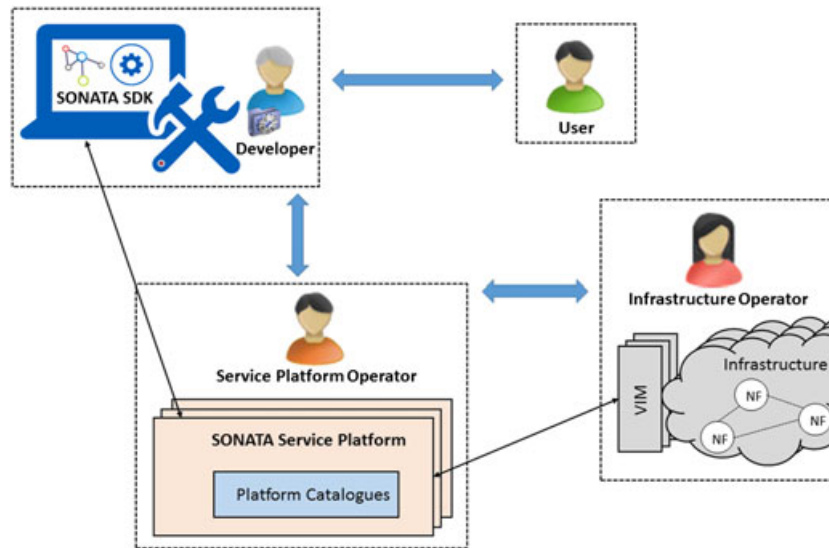 SONATA SDK
Developer
User
Infrastructure Operator
Service Platform Operator
Infrastructure
VIM
NF
NF
NF
SONATA Service Platform
Platform Catalogues